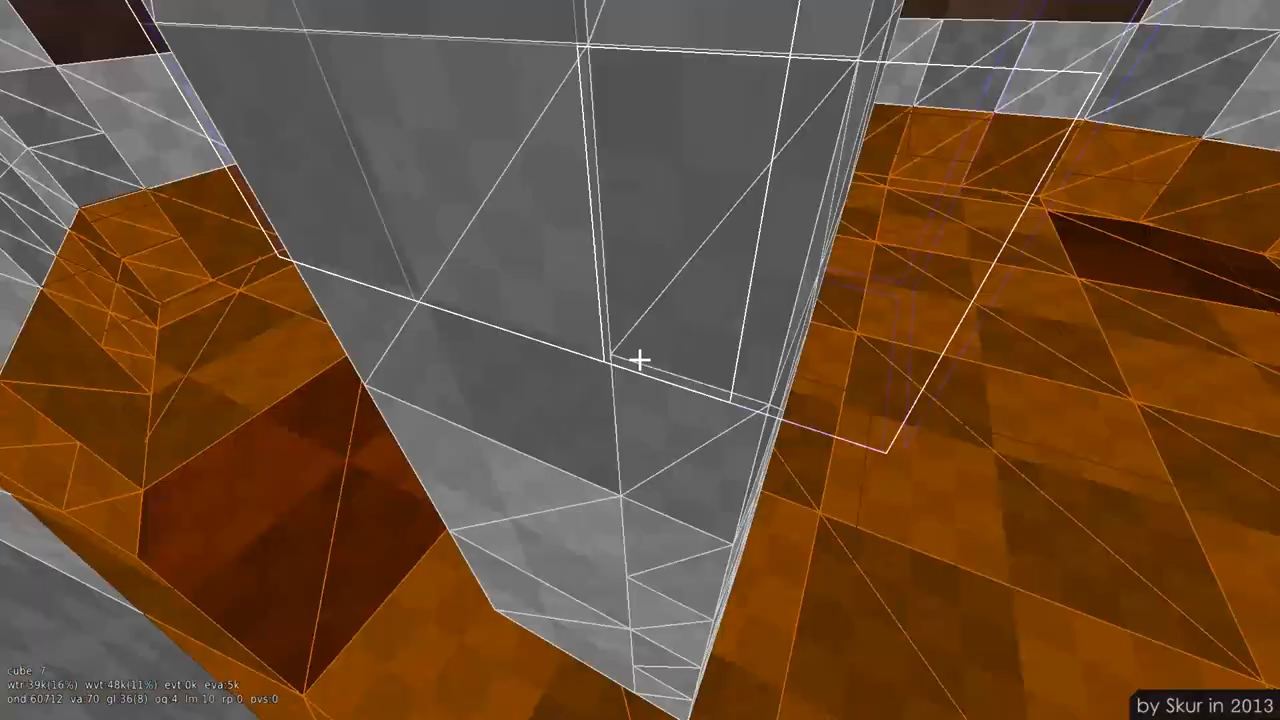 cube 7
wtr:39k(16%) wvt:48k(11%) evt:0k eva:5k
ond:60712 va:70 gl:36(8) oq:4 lm:10 rp:0 pvs:0
by Skur in 2013